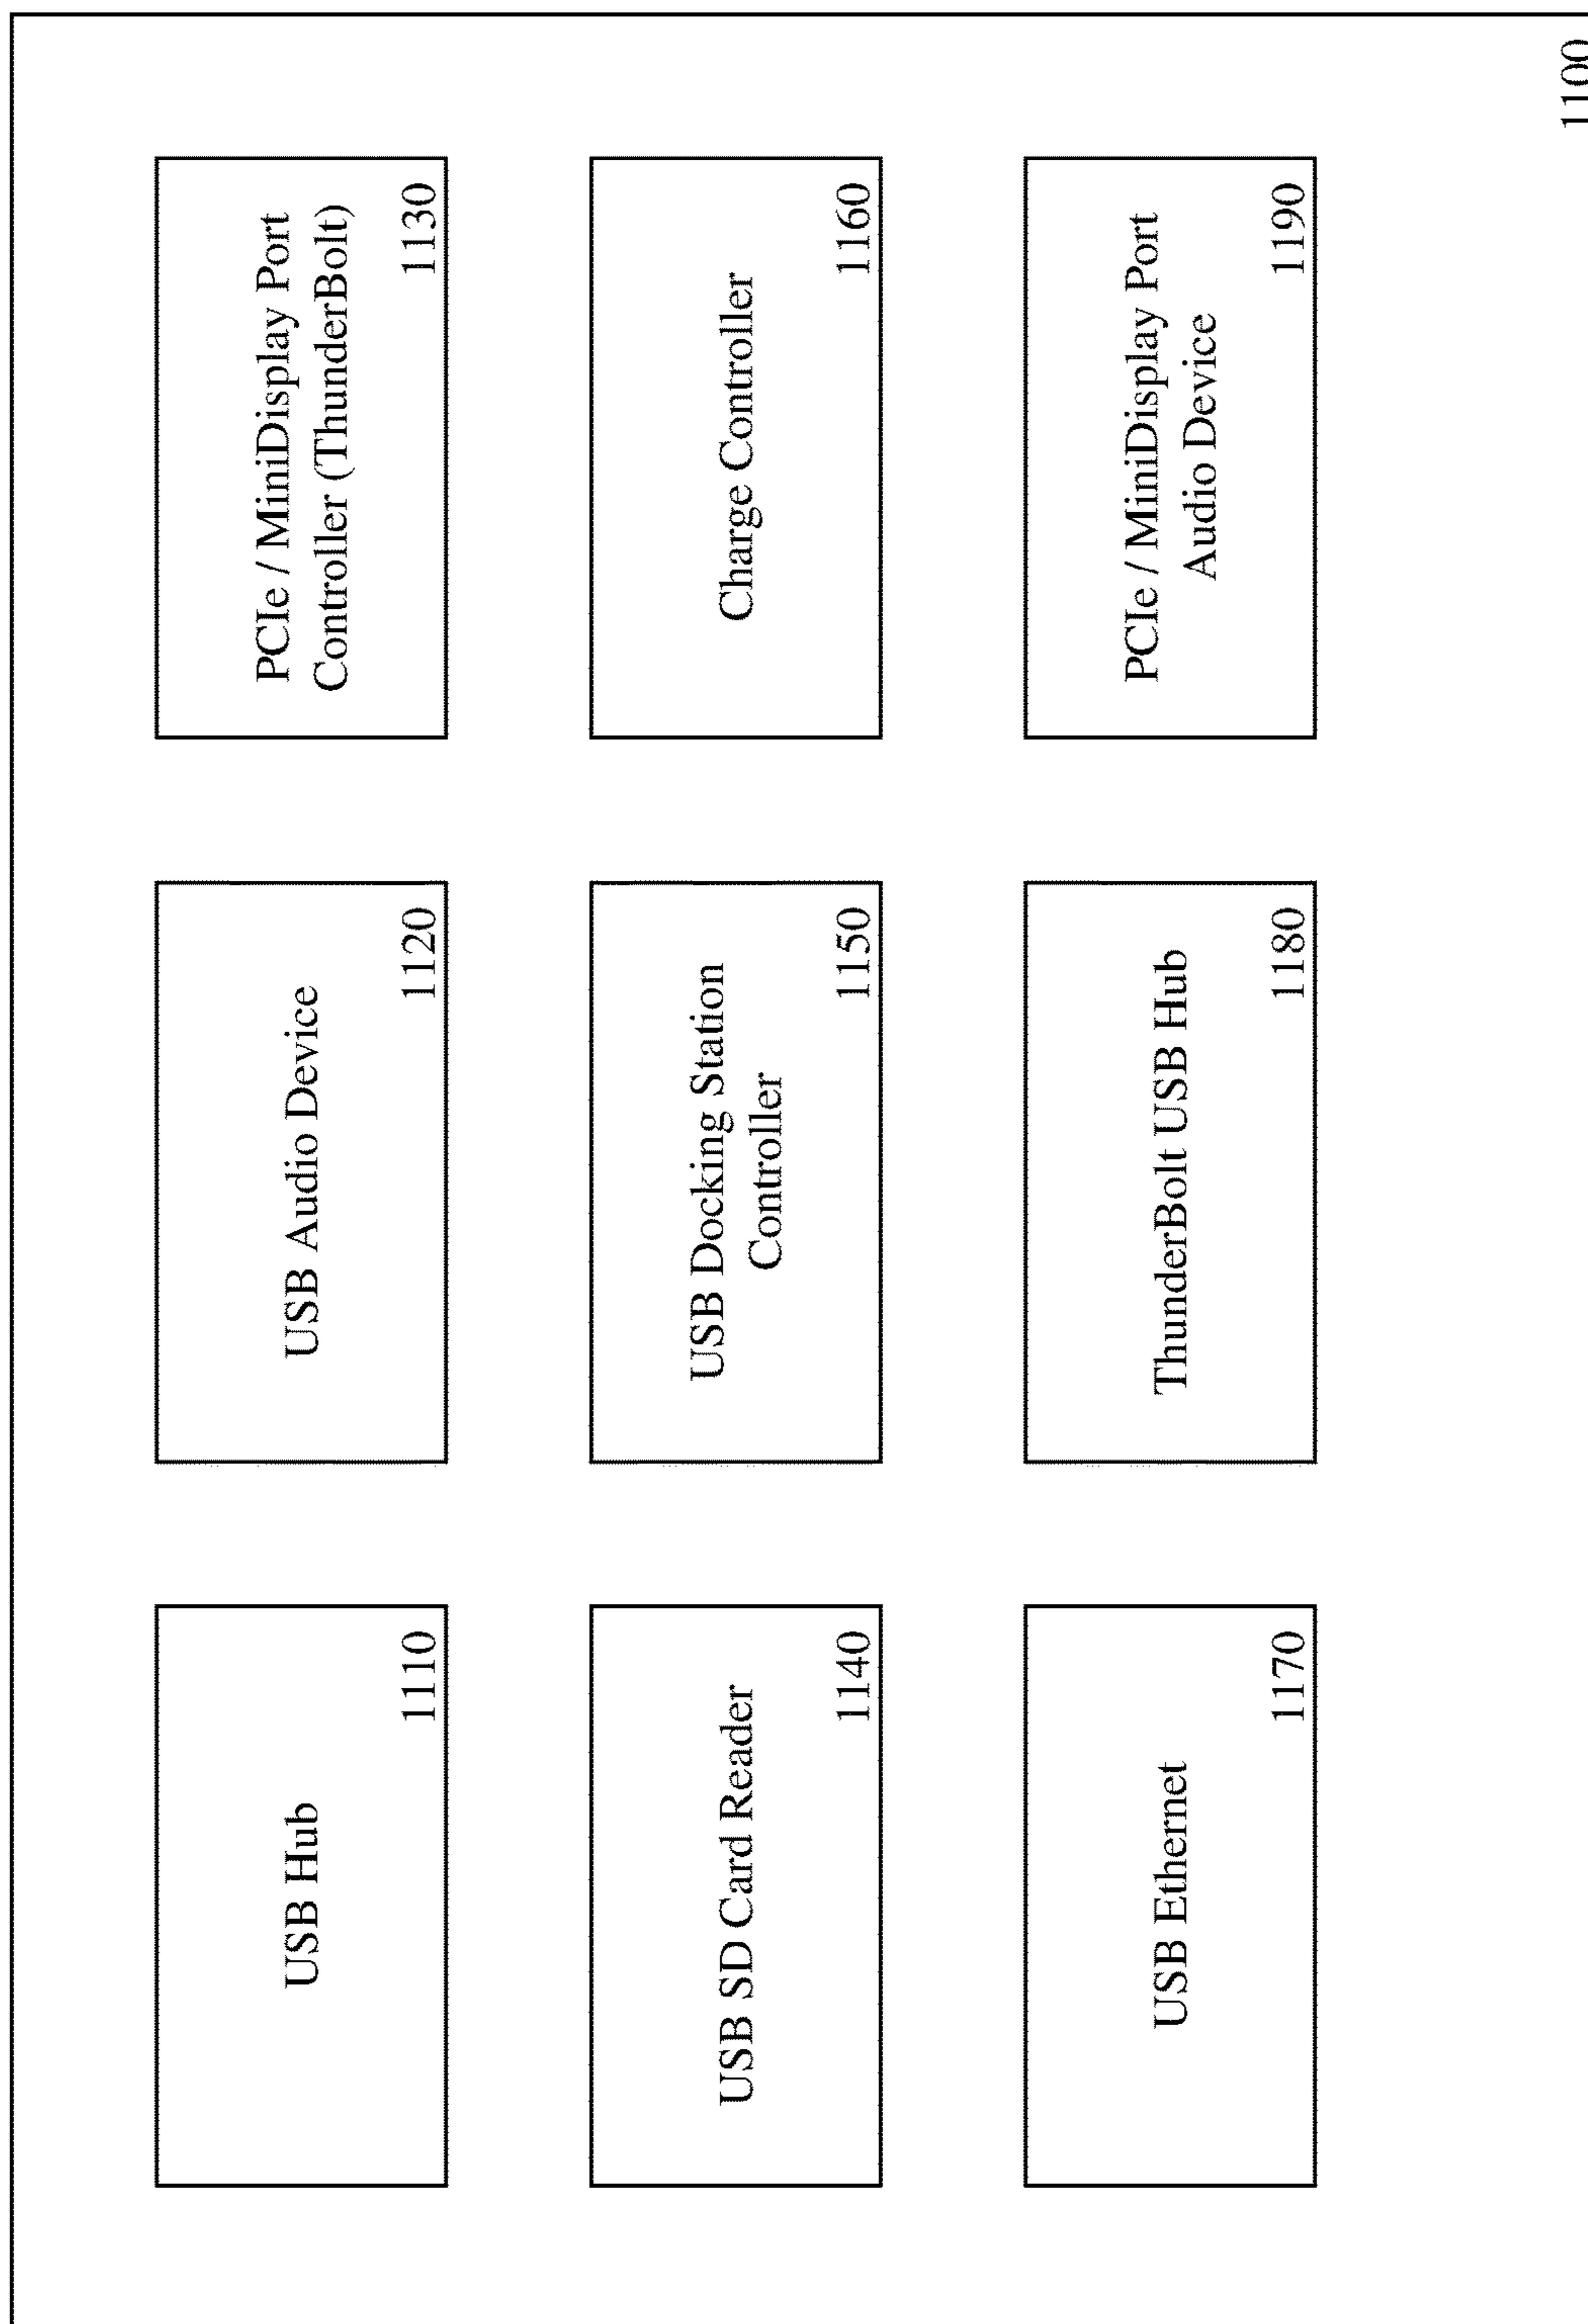 USB Hub
1110
USB Audio Device
1120
PCIe / MiniDisplay Port
Controller (ThunderBolt)
1130
USB SD Card Reader
1140
USB Docking Station
Controller
1150
Charge Controller
1160
USB Ethernet
1170
ThunderBolt USB Hub
1180
PCIe / MiniDisplay Port
Audio Device
1190
1100